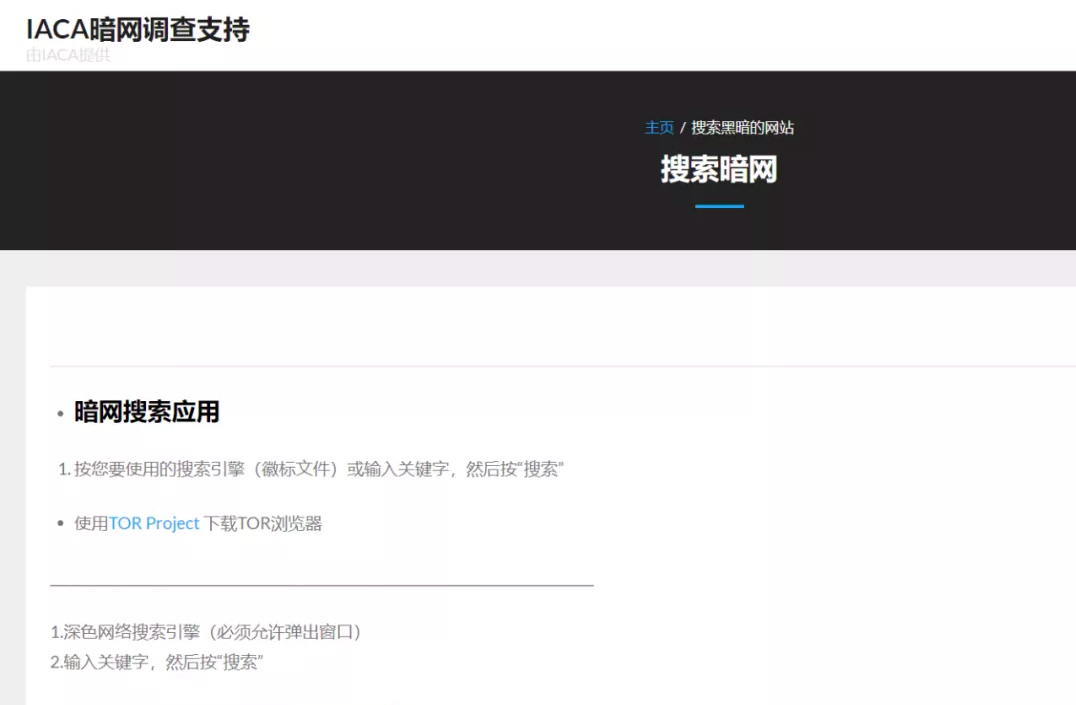 IACA暗网调查支持
由IACA提供
主页 / 搜索黑暗的网站
搜索暗网
• 暗网搜索应用
1. 按您要使用的搜索引擎（徽标文件）或输入关键字，然后按“搜索”
• 使用TOR Project 下载TOR浏览器
1.深色网络搜索引擎（必须允许弹出窗口）
2.输入关键字，然后按“搜索”